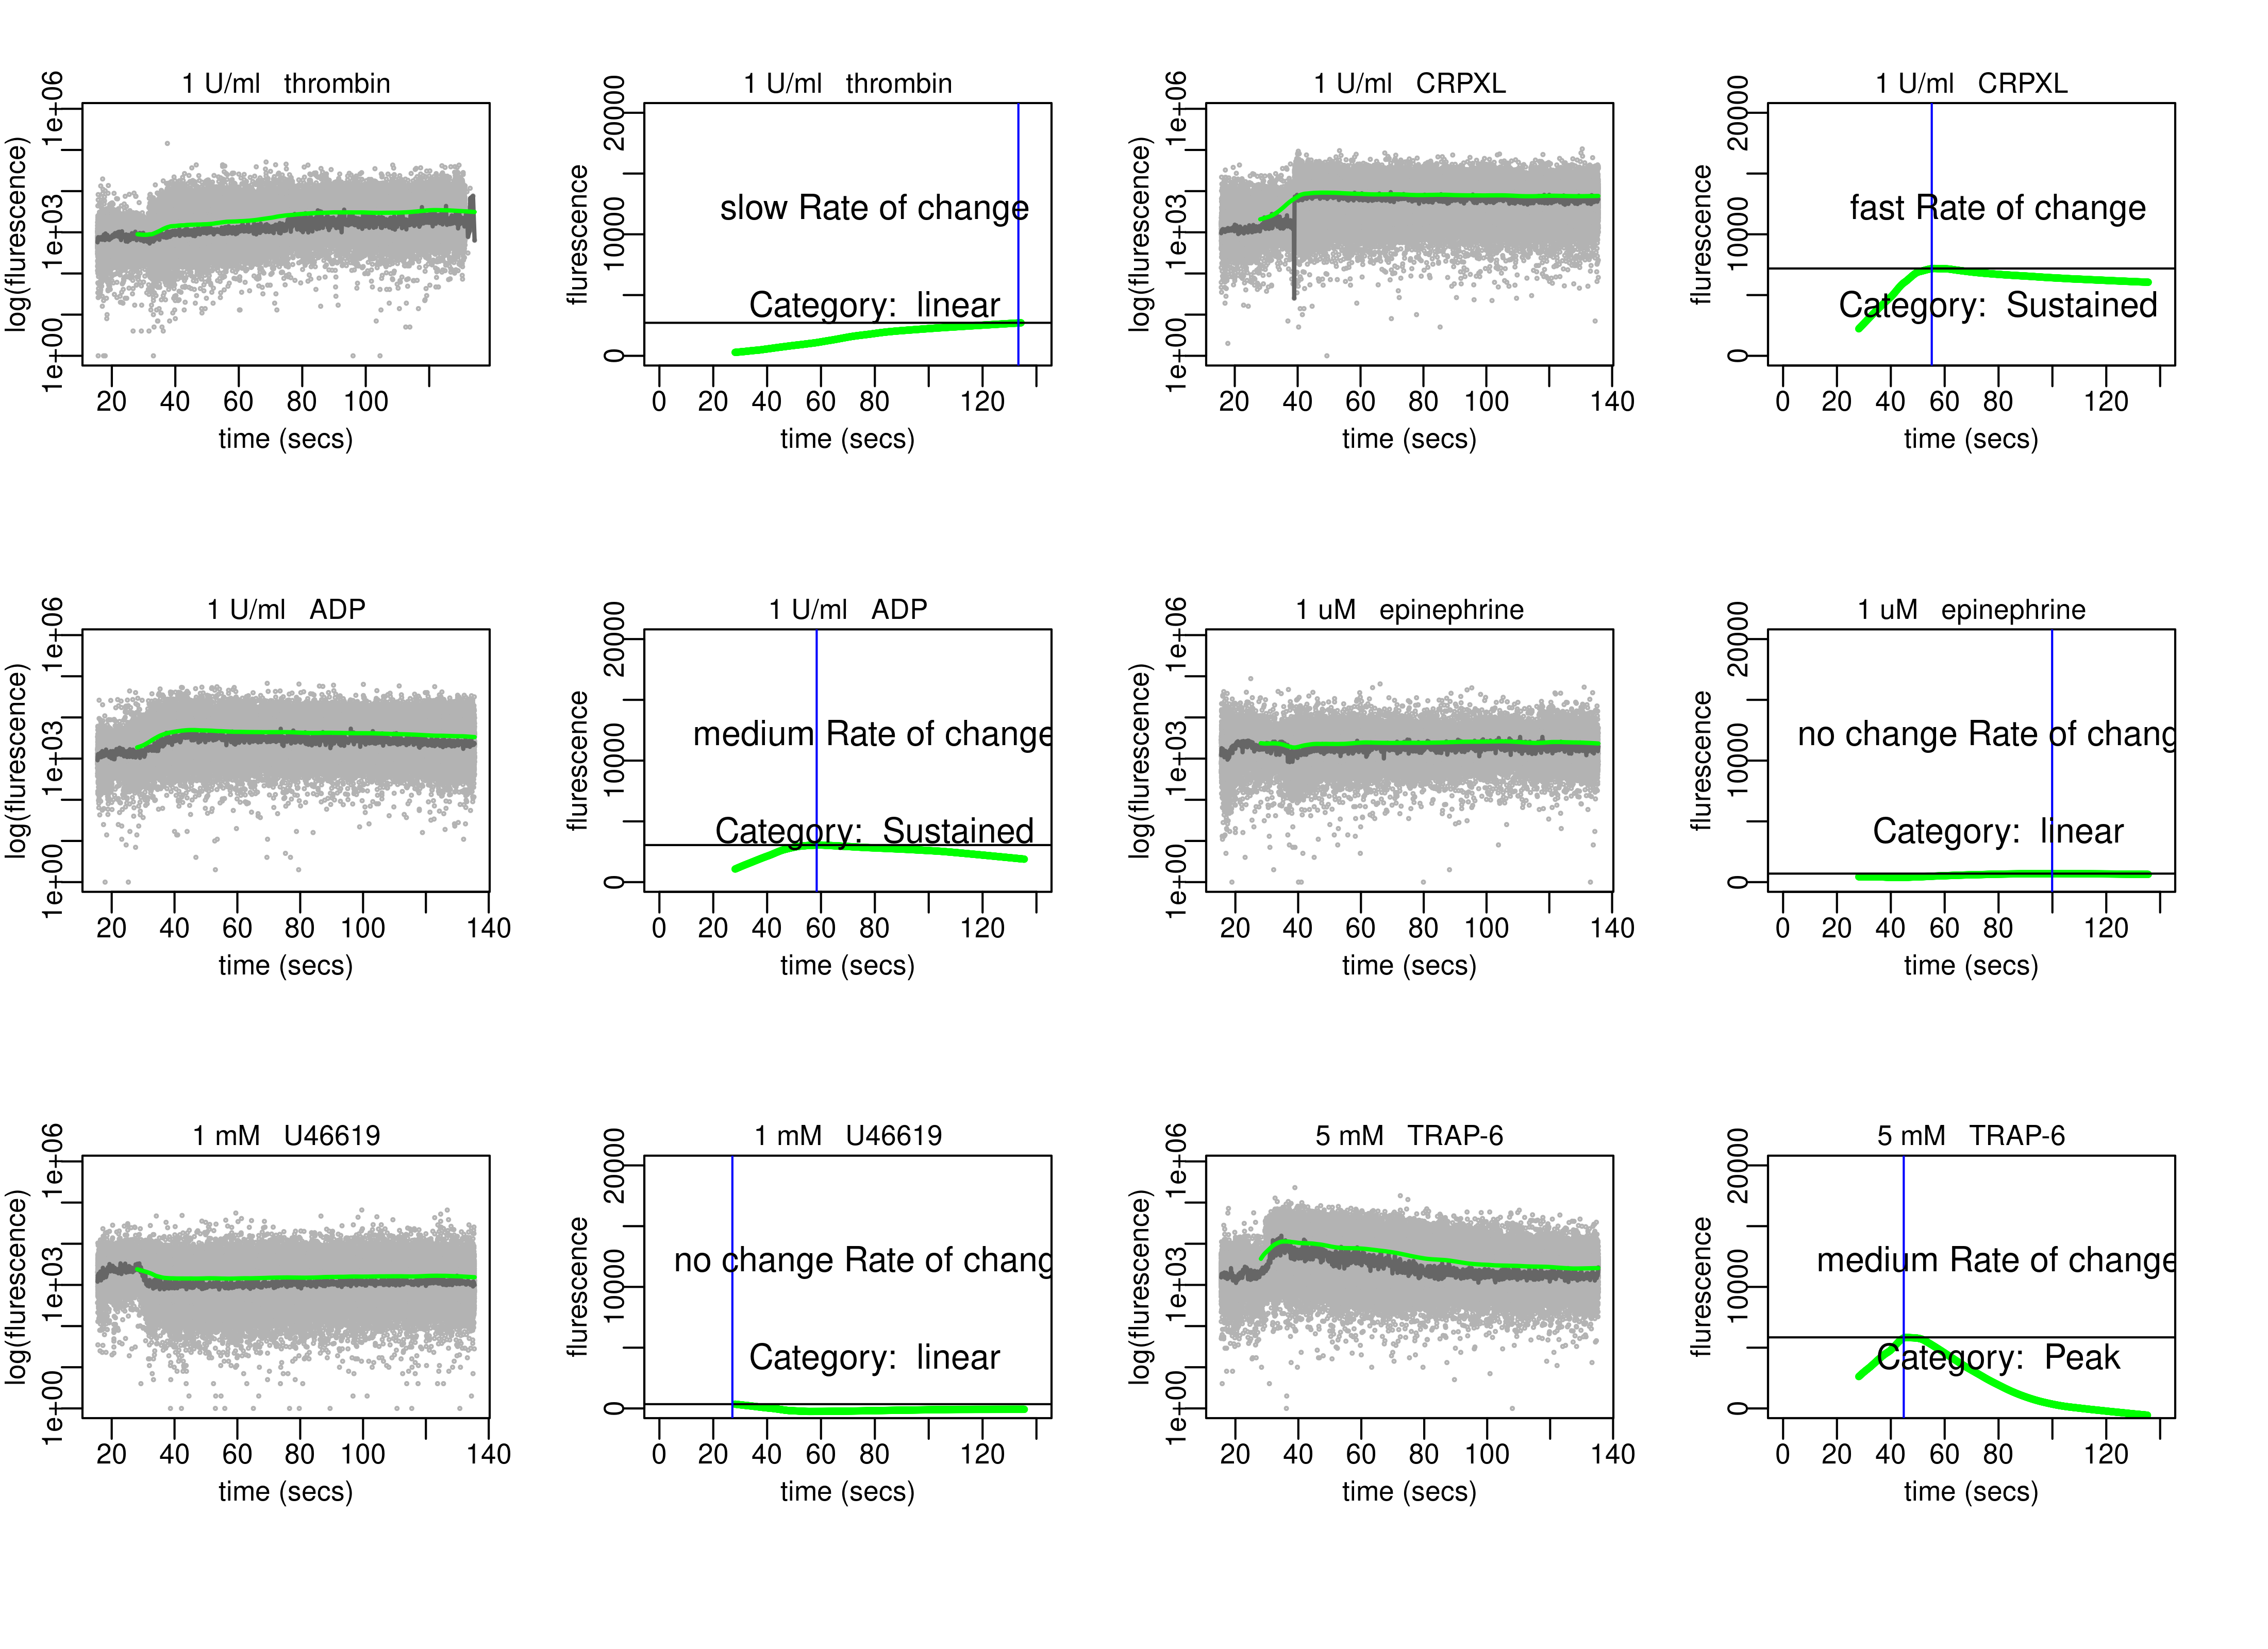 1 U/ml   thrombin
1e+06
1e+03
1e+00
log(flurescence)
20 40 60 80 100
time (secs)
1 U/ml   thrombin
20000
10000
0
flurescence
slow Rate of change
Category:  linear
0 20 40 60 80 120
time (secs)
1 U/ml   CRPXL
1e+06
1e+03
1e+00
log(flurescence)
20 40 60 80 100 140
time (secs)
1 U/ml   CRPXL
20000
10000
0
flurescence
fast Rate of change
Category:  Sustained
0 20 40 60 80 120
time (secs)
1 U/ml   ADP
1e+06
1e+03
1e+00
log(flurescence)
20 40 60 80 100 140
time (secs)
1 U/ml   ADP
20000
10000
0
flurescence
medium Rate of change
Category:  Sustained
0 20 40 60 80 120
time (secs)
1 uM   epinephrine
1e+06
1e+03
1e+00
log(flurescence)
20 40 60 80 100 140
time (secs)
1 uM   epinephrine
20000
10000
0
flurescence
no change Rate of chang
Category:  linear
0 20 40 60 80 120
time (secs)
1 mM   U46619
1e+06
1e+03
1e+00
log(flurescence)
20 40 60 80 100 140
time (secs)
1 mM   U46619
20000
10000
0
flurescence
no change Rate of chang
Category:  linear
0 20 40 60 80 120
time (secs)
5 mM   TRAP-6
1e+06
1e+03
1e+00
log(flurescence)
20 40 60 80 100 140
time (secs)
5 mM   TRAP-6
20000
10000
0
flurescence
medium Rate of change
Category:  Peak
0 20 40 60 80 120
time (secs)